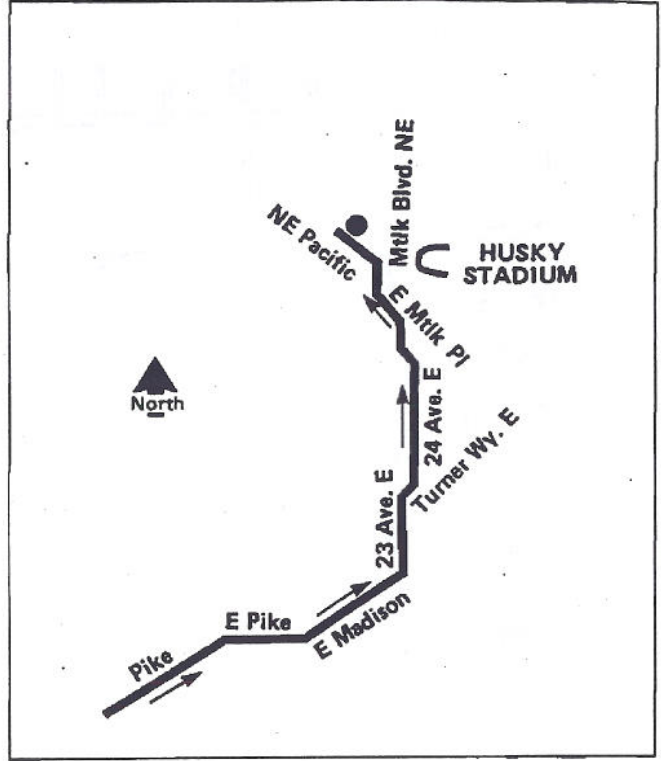 Mtlk Blvd. NE
NE Pacific
HUSKY
STADIUM
E Mtlk Pl
North
24 Ave. E
Turner Wy. E
23 Ave. E
E Pike
E Madison
Pike